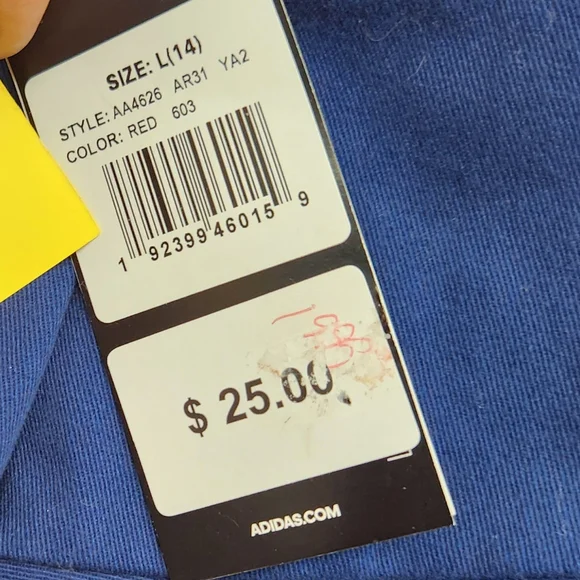 SIZE: L(14)
STYLE: AA4626 AR31 YA2
COLOR: RED 603
1 92399 46015 9
$ 25.00
ADIDAS.COM